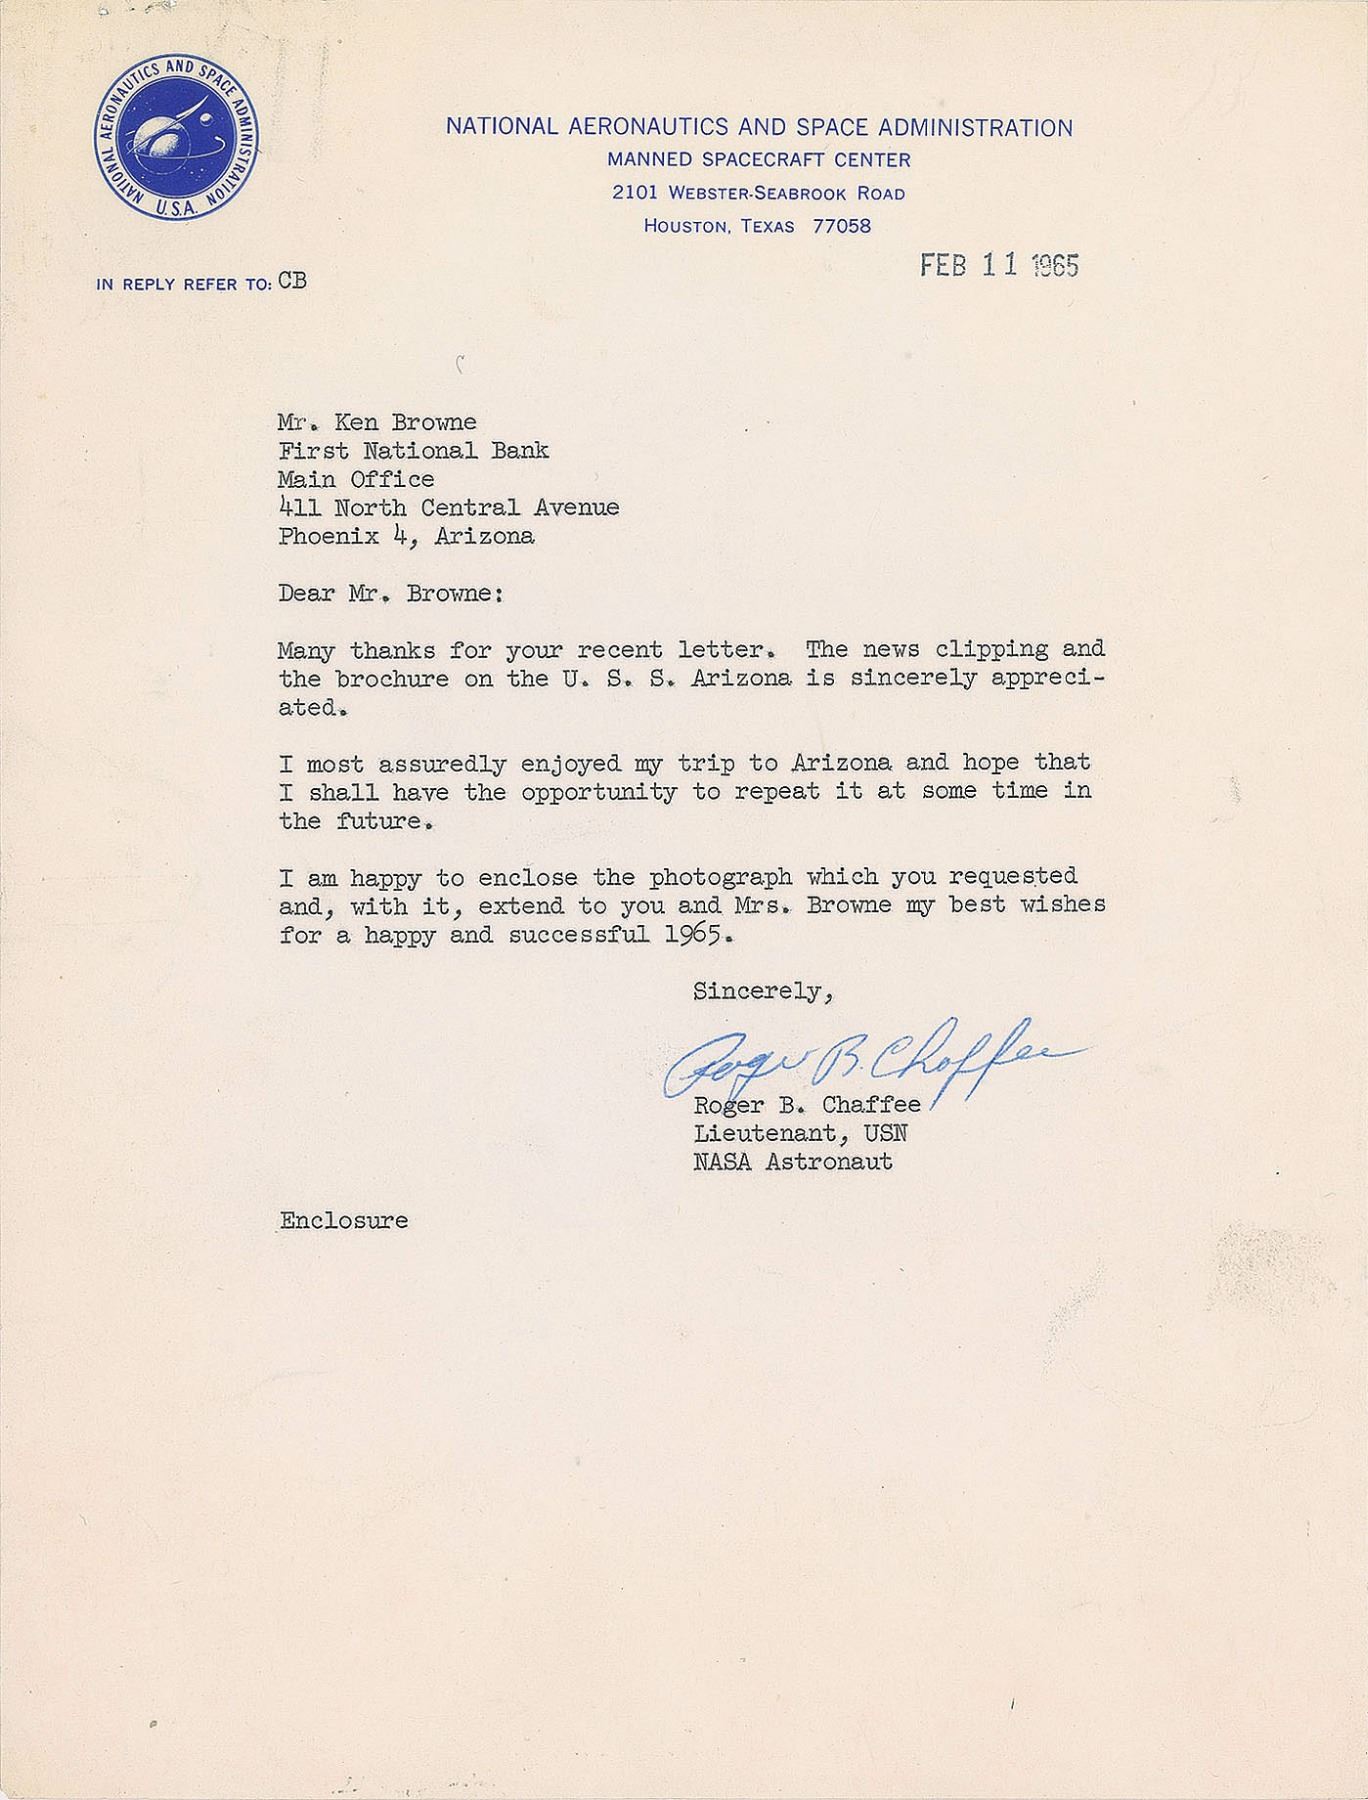 NATIONAL AERONAUTICS AND SPACE ADMINISTRATION
U.S.A.
NATIONAL AERONAUTICS AND SPACE ADMINISTRATION
MANNED SPACECRAFT CENTER
2101 WEBSTER-SEABROOK ROAD
HOUSTON, TEXAS 77058
FEB 11 1965
IN REPLY REFER TO: CB
Mr. Ken Browne
First National Bank
Main Office
411 North Central Avenue
Phoenix 4, Arizona
Dear Mr. Browne:
Many thanks for your recent letter. The news clipping and
the brochure on the U. S. S. Arizona is sincerely appreci-
ated.
I most assuredly enjoyed my trip to Arizona and hope that
I shall have the opportunity to repeat it at some time in
the future.
I am happy to enclose the photograph which you requested
and, with it, extend to you and Mrs. Browne my best wishes
for a happy and successful 1965.
Sincerely,
Roger B. Chaffee
Roger B. Chaffee
Lieutenant, USN
NASA Astronaut
Enclosure